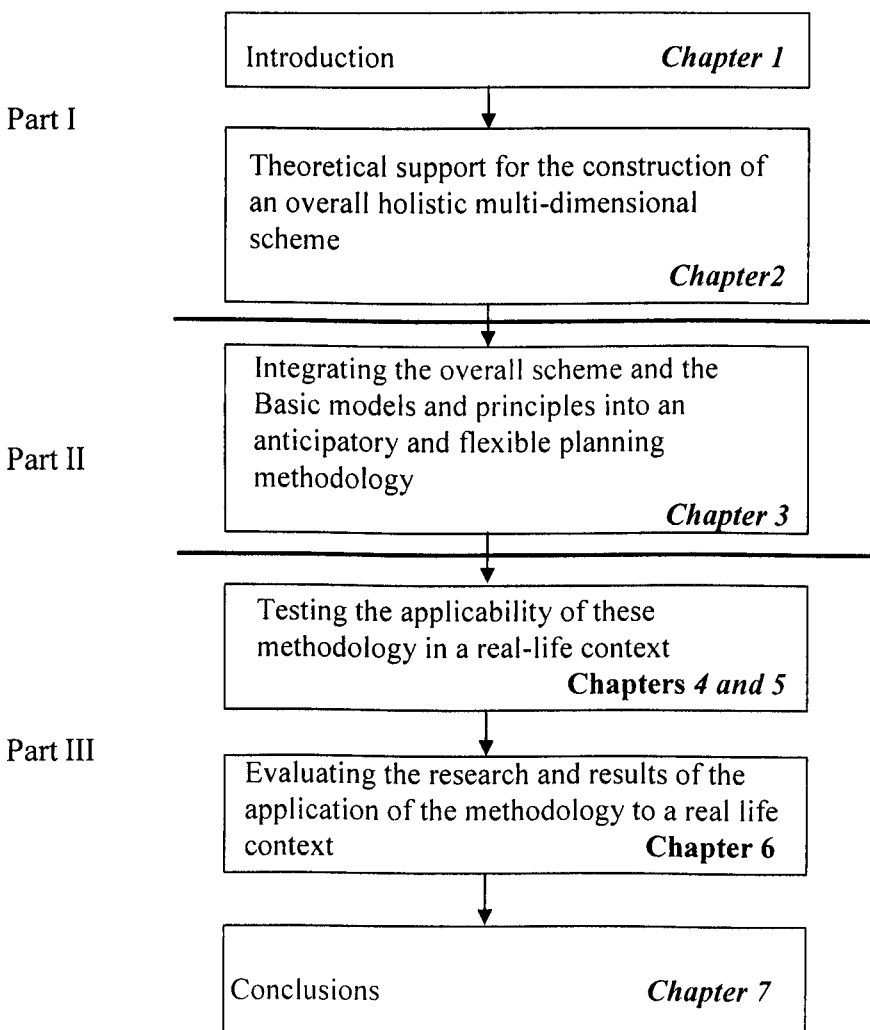 Introduction Chapter 1
Part I
Theoretical support for the construction of
an overall holistic multi-dimensional
scheme
Chapter2
Integrating the overall scheme and the
Basic models and principles into an
Part II
anticipatory and flexible planning
methodology
Chapter 3
Testing the applicability of these
methodology in a real-life context
Chapters 4 and 5
Part III
Evaluating the research and results of the
application of the methodology to a real life
context Chapter 6
Conclusions Chapter 7